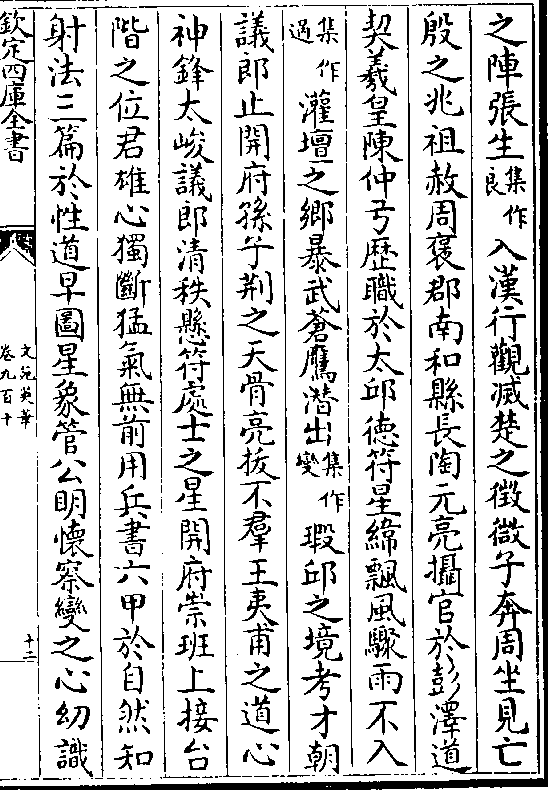 之陣張生集作良入漢行觀滅楚之徵微子奔周坐見亡
殷之兆祖赦周襃郡南和縣長陶元亮攝官於彭澤道
契羲皇陳仲弓歷職於太邱德符星緯飄風驟雨不入
集作過灌壇之鄉暴武蒼鷹潛出集作變瑕邱之境考才朝
議郎止開府孫子荆之天骨亮拔不羣王夷甫之道心
神鋒太峻議郎清秩懸符處士之星開府崇班上接台
階之位君雄心獨斷猛氣無前用兵書六甲於自然知
射法三篇於性道早圖星象管公明懷察變之心幼識
欽定四庫全書
文苑英華
卷九百十
十二